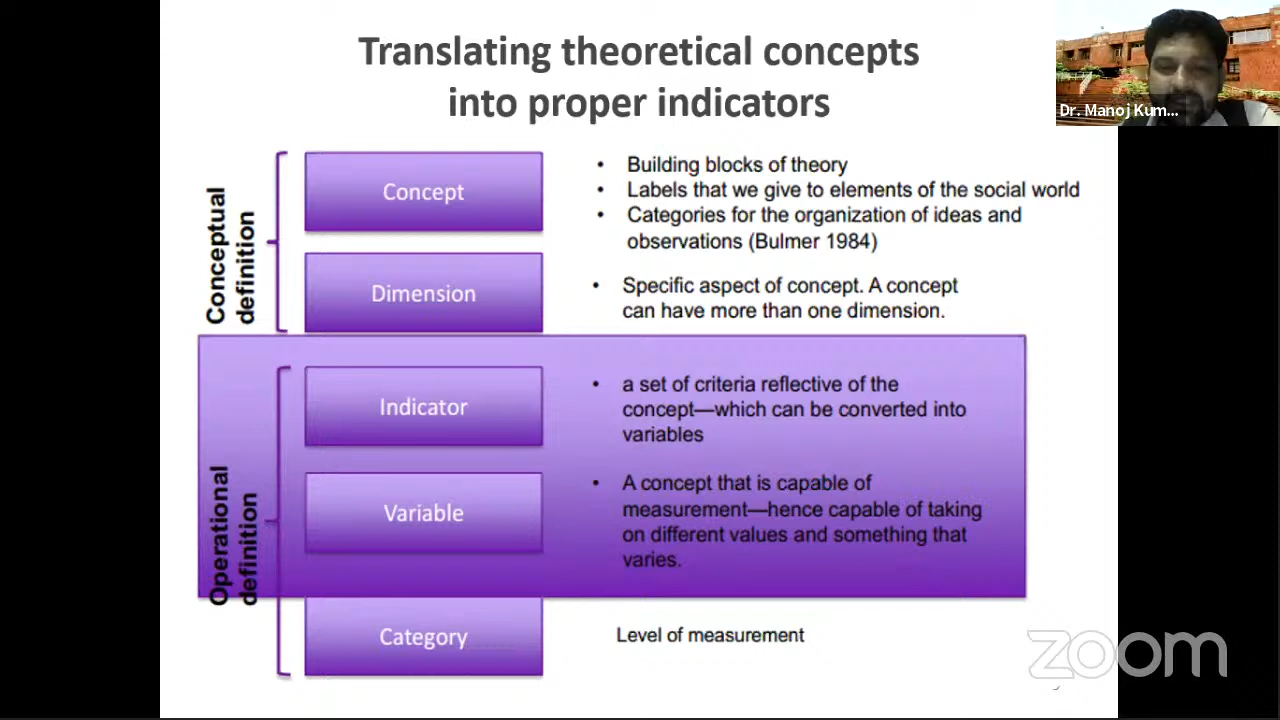 Translating theoretical concepts
into proper indicators
Dr. Manoj Kum...
Conceptual
definition
Concept
• Building blocks of theory
• Labels that we give to elements of the social world
• Categories for the organization of ideas and
observations (Bulmer 1984)
Dimension
• Specific aspect of concept. A concept
can have more than one dimension.
Operational
definition
Indicator
• a set of criteria reflective of the
concept—which can be converted into
variables
Variable
• A concept that is capable of
measurement—hence capable of taking
on different values and something that
varies.
Category
Level of measurement
zoom